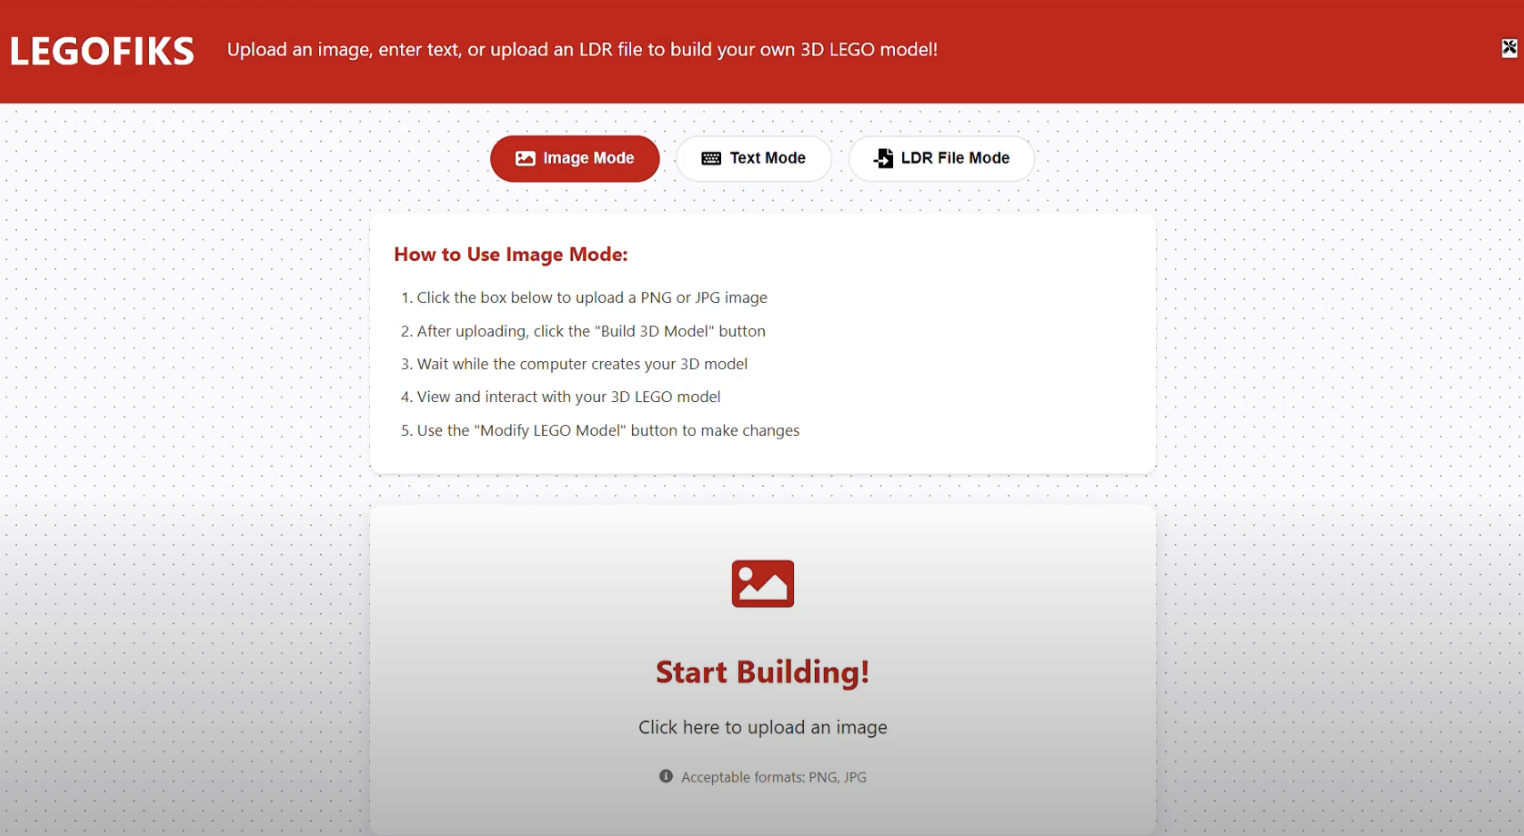 LEGOFIKS
Upload an image, enter text, or upload an LDR file to build your own 3D LEGO model!
Image Mode
Text Mode
LDR File Mode
How to Use Image Mode:
1. Click the box below to upload a PNG or JPG image
2. After uploading, click the "Build 3D Model" button
3. Wait while the computer creates your 3D model
4. View and interact with your 3D LEGO model
5. Use the "Modify LEGO Model" button to make changes
Start Building!
Click here to upload an image
Acceptable formats: PNG, JPG